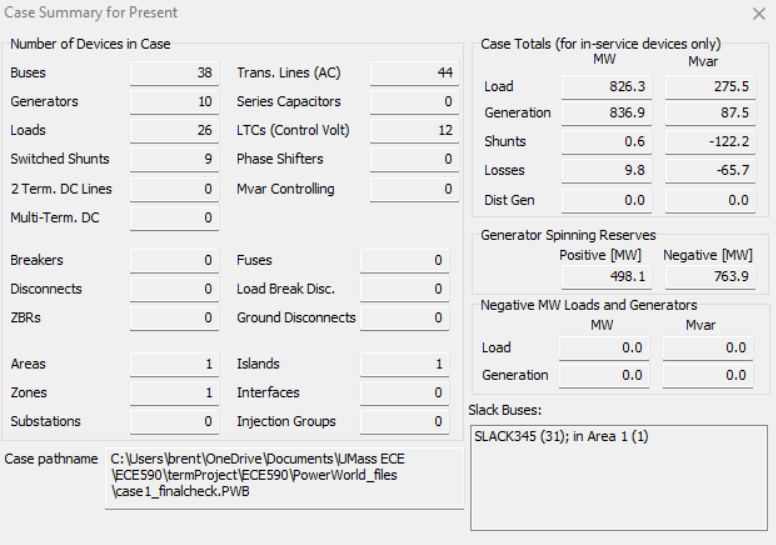 Case Summary for Present
Number of Devices in Case
Buses 38 Trans. Lines (AC) 44
Generators 10 Series Capacitors 0
Loads 26 LTCs (Control Volt) 12
Switched Shunts 9 Phase Shifters 0
2 Term. DC Lines 0 Mvar Controlling 0
Multi-Term. DC 0
Breakers 0 Fuses 0
Disconnects 0 Load Break Disc. 0
ZBRs 0 Ground Disconnects 0
Areas 1 Islands 1
Zones 1 Interfaces 0
Substations 0 Injection Groups 0
Case pathname C:\Users\brent\OneDrive\Documents\UMass ECE
\ECE590\termProject\ECE590\PowerWorld_files
\case1_finalcheck.PWB
Case Totals (for in-service devices only)
MW Mvar
Load 826.3 275.5
Generation 836.9 87.5
Shunts 0.6 -122.2
Losses 9.8 -65.7
Dist Gen 0.0 0.0
Generator Spinning Reserves
Positive [MW] Negative [MW]
498.1 763.9
Negative MW Loads and Generators
MW Mvar
Load 0.0 0.0
Generation 0.0 0.0
Slack Buses:
SLACK345 (31); in Area 1 (1)